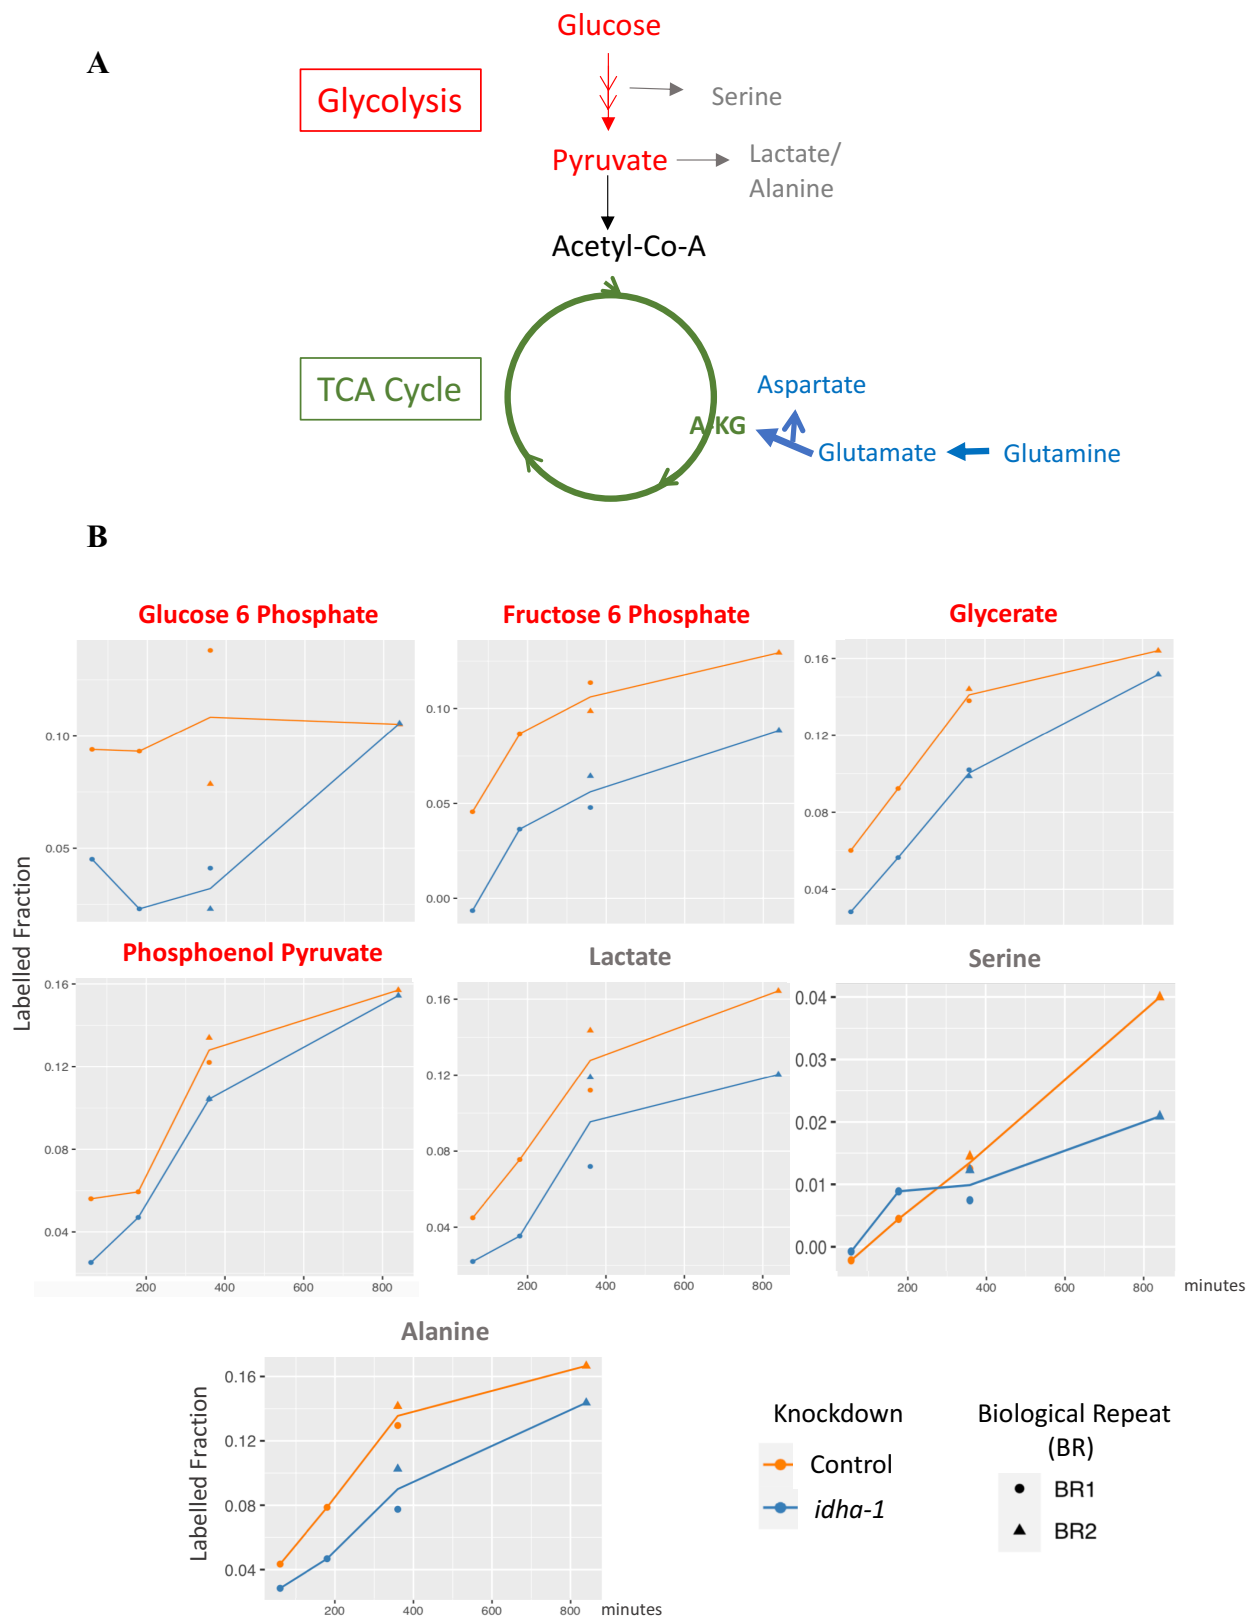 A
Glucose
Glycolysis
Serine
Pyruvate
Lactate/
Alanine
Acetyl-Co-A
TCA Cycle
Aspartate
A-KG
Glutamate
Glutamine
B
Glucose 6 Phosphate
Fructose 6 Phosphate
Glycerate
0.10
0.05
0.10
0.05
0.00
0.16
0.12
0.08
0.04
Labelled Fraction
Phosphoenol Pyruvate
Lactate
Serine
0.16
0.12
0.08
0.04
200
400
600
800
0.16
0.12
0.08
0.04
200
400
600
800
0.04
0.03
0.02
0.01
0.00
200
400
600
800
minutes
Alanine
Labelled Fraction
0.16
0.12
0.08
0.04
200
400
600
800
minutes
Knockdown
Control
idha-1
Biological Repeat
(BR)
BR1
BR2